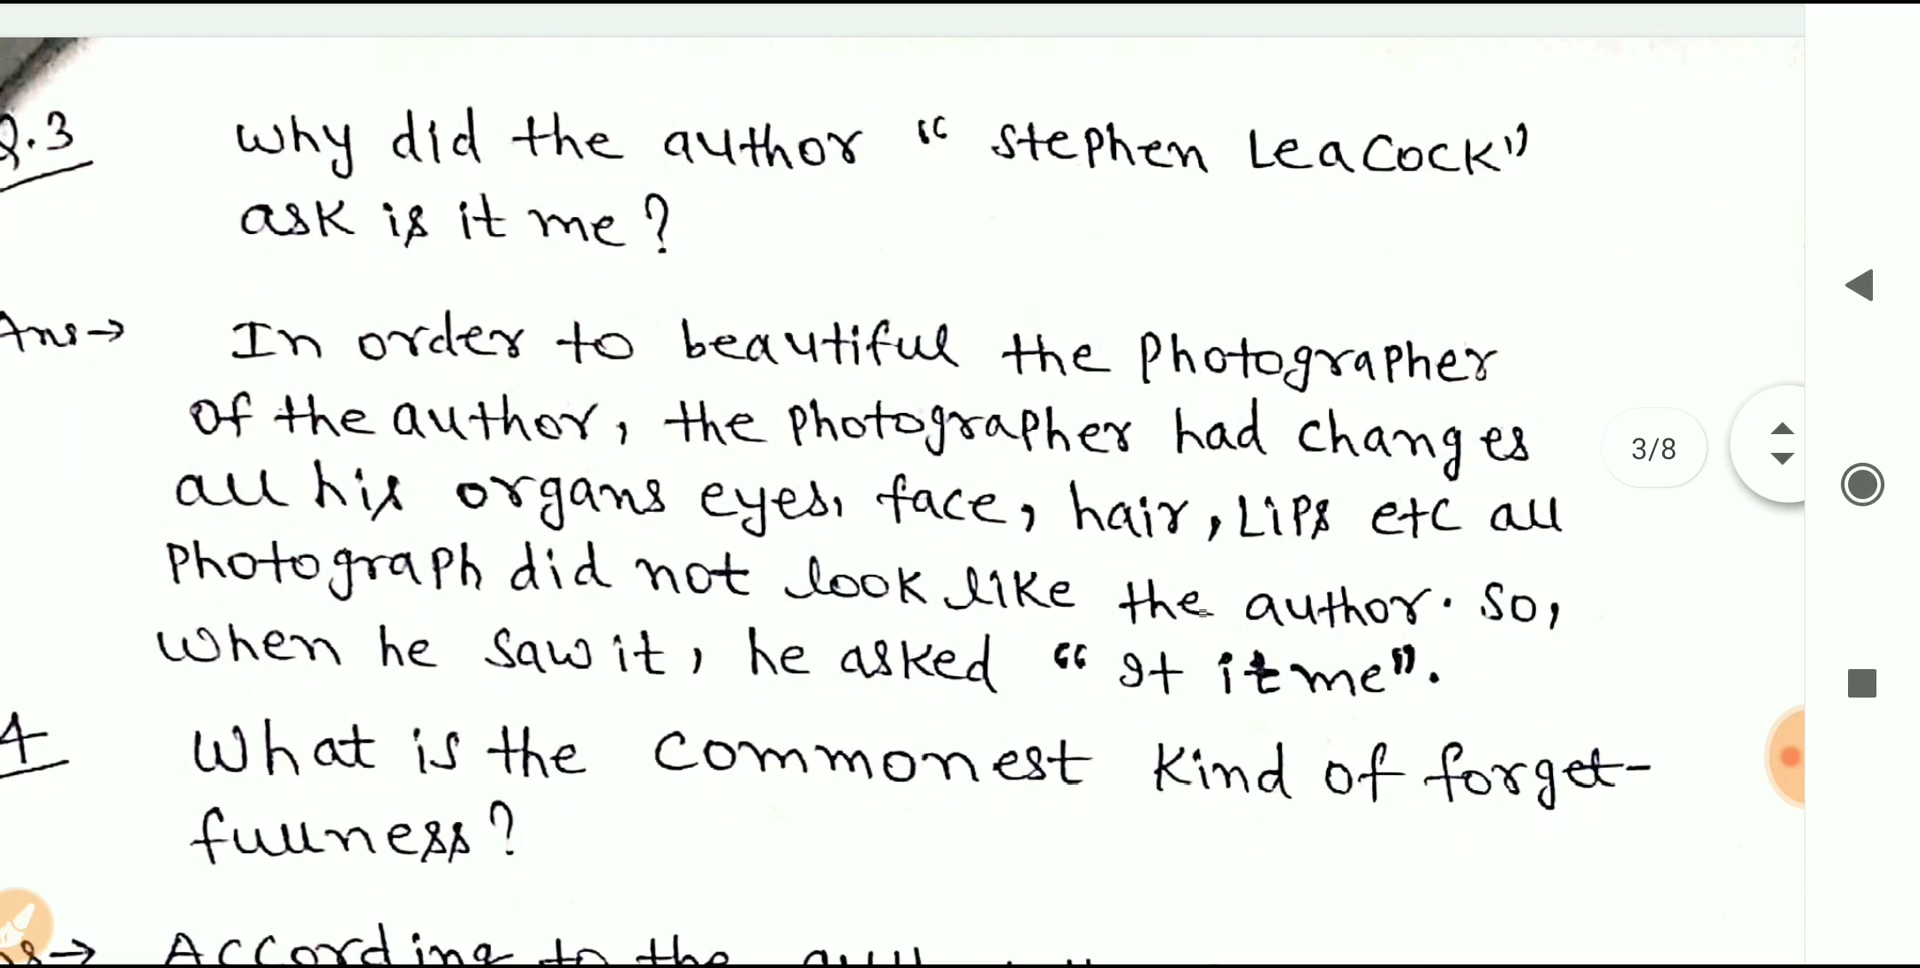 Q.3 Why did the author "Stephen Leacock"
ask is it me?
Ans→ In order to beautiful the Photographer
of the author, the Photographer had changes
all his organs eyes, face, hair, Lips etc all
Photograph did not look like the author. So,
When he saw it, he asked "It it me".
3/8
4 What is the commonest kind of forget-
fullness?
According to the